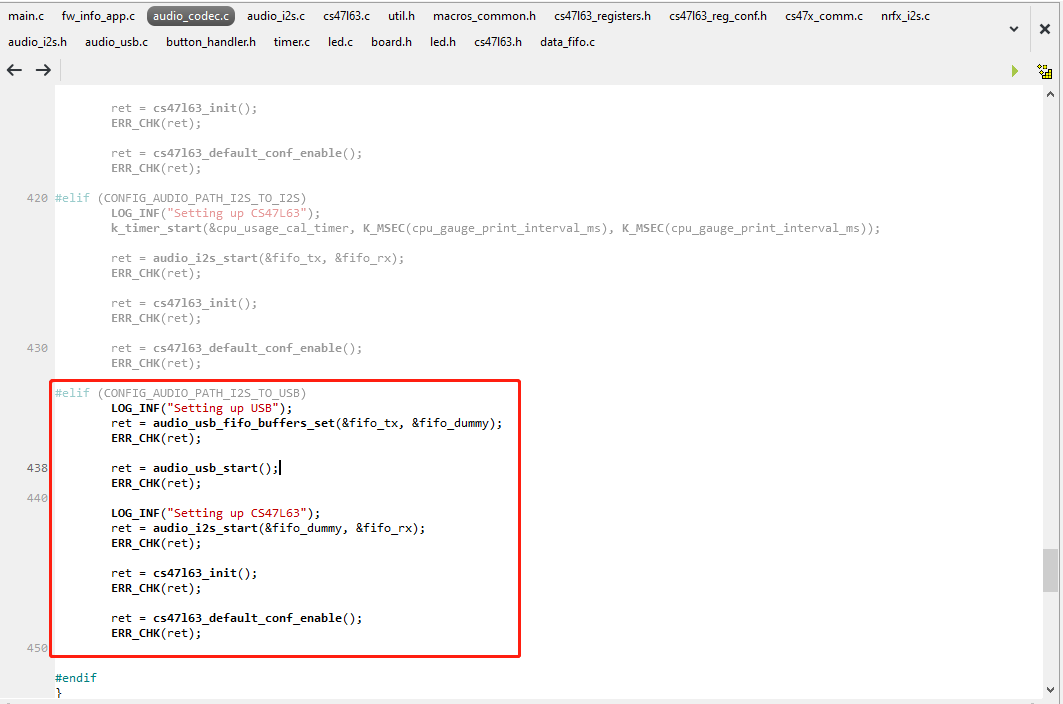 main.c fw_info_app.c audio_codec.c audio_i2s.c cs47l63.c util.h macros_common.h cs47l63_registers.h cs47l63_reg_conf.h cs47x_comm.c nrfx_i2s.c
audio_i2s.h audio_usb.c button_handler.h timer.c led.c board.h led.h cs47l63.h data_fifo.c
ret = cs47l63_init();
ERR_CHK(ret);
ret = cs47l63_default_conf_enable();
ERR_CHK(ret);
420 #elif (CONFIG_AUDIO_PATH_I2S_TO_I2S)
LOG_INF("Setting up CS47L63");
k_timer_start(&cpu_usage_cal_timer, K_MSEC(cpu_gauge_print_interval_ms), K_MSEC(cpu_gauge_print_interval_ms));
ret = audio_i2s_start(&fifo_tx, &fifo_rx);
ERR_CHK(ret);
ret = cs47l63_init();
ERR_CHK(ret);
430 ret = cs47l63_default_conf_enable();
ERR_CHK(ret);
#elif (CONFIG_AUDIO_PATH_I2S_TO_USB)
LOG_INF("Setting up USB");
ret = audio_usb_fifo_buffers_set(&fifo_tx, &fifo_dummy);
ERR_CHK(ret);
438 ret = audio_usb_start();
ERR_CHK(ret);
440
LOG_INF("Setting up CS47L63");
ret = audio_i2s_start(&fifo_dummy, &fifo_rx);
ERR_CHK(ret);
ret = cs47l63_init();
ERR_CHK(ret);
ret = cs47l63_default_conf_enable();
ERR_CHK(ret);
450
#endif
}